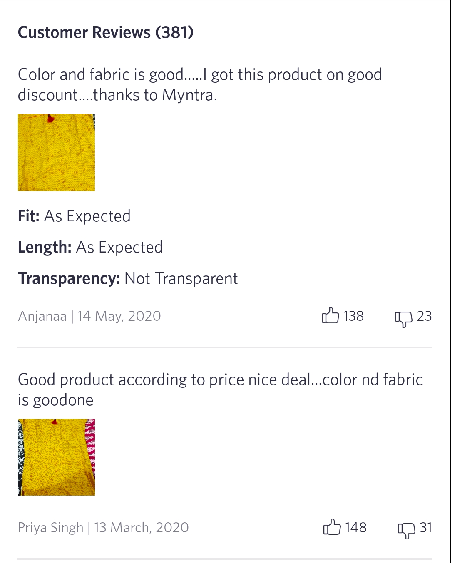 Customer Reviews (381)
Color and fabric is good.....I got this product on good
discount....thanks to Myntra.
Fit: As Expected
Length: As Expected
Transparency: Not Transparent
Anjanaa | 14 May, 2020 138 23
Good product according to price nice deal...color nd fabric
is goodone
Priya Singh | 13 March, 2020 148 31